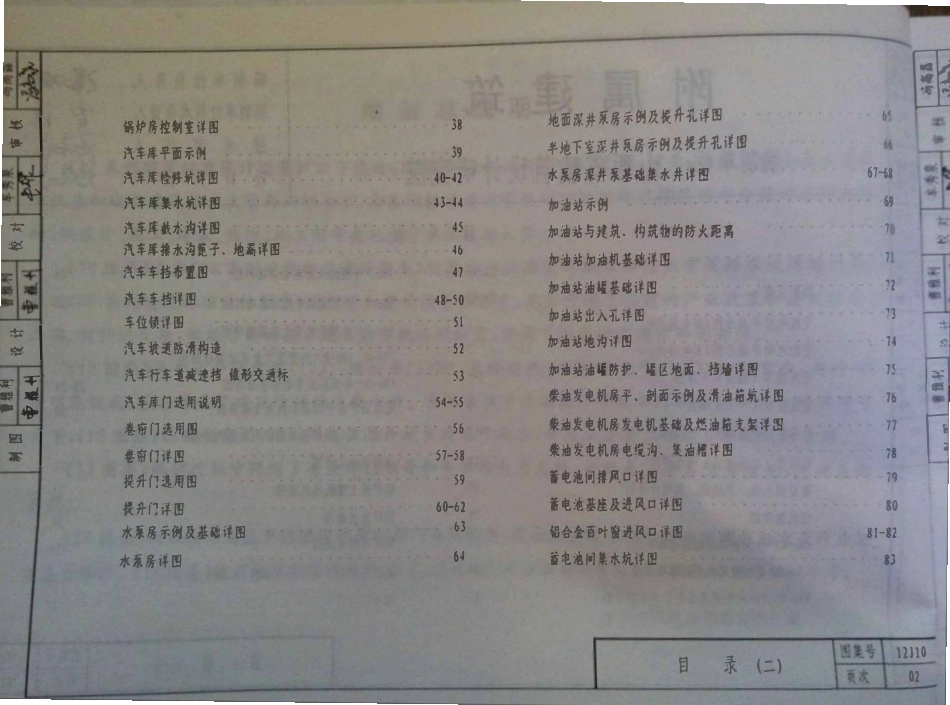 锅炉房控制室详图 38
汽车库平面示例 39
汽车库检修坑详图 40-42
汽车库集水坑详图 43-44
汽车库截水沟详图 45
汽车库排水沟篦子、地漏详图 46
汽车车挡布置图 47
汽车车挡详图 48-50
车位锁详图 51
汽车坡道防滑构造 52
汽车行车道减速挡 锥形交通标 53
汽车库门选用说明 54-55
卷帘门选用图 56
卷帘门详图 57-58
提升门选用图 59
提升门详图 60-62
水泵房示例及基础详图 63
水泵房详图 64
地面深井泵房示例及提升孔详图 65
半地下室深井泵房示例及提升孔详图 66
水泵房深井泵基础集水井详图 67-68
加油站示例 69
加油站与建筑、构筑物的防火距离 70
加油站加油机基础详图 71
加油站油罐基础详图 72
加油站出入孔详图 73
加油站地沟详图 74
加油站油罐防护、罐区地面、挡墙详图 75
柴油发电机房平、剖面示例及滑油箱坑详图 76
柴油发电机房发电机基础及燃油箱支架详图 77
柴油发电机房电缆沟、集油槽详图 78
蓄电池间排风口详图 79
蓄电池基座及进风口详图 80
铝合金百叶窗进风口详图 81-82
蓄电池间集水坑详图 83
目 录 (二)
图集号 12J10
页次 02
审核
校对
设计
制图
附属建筑